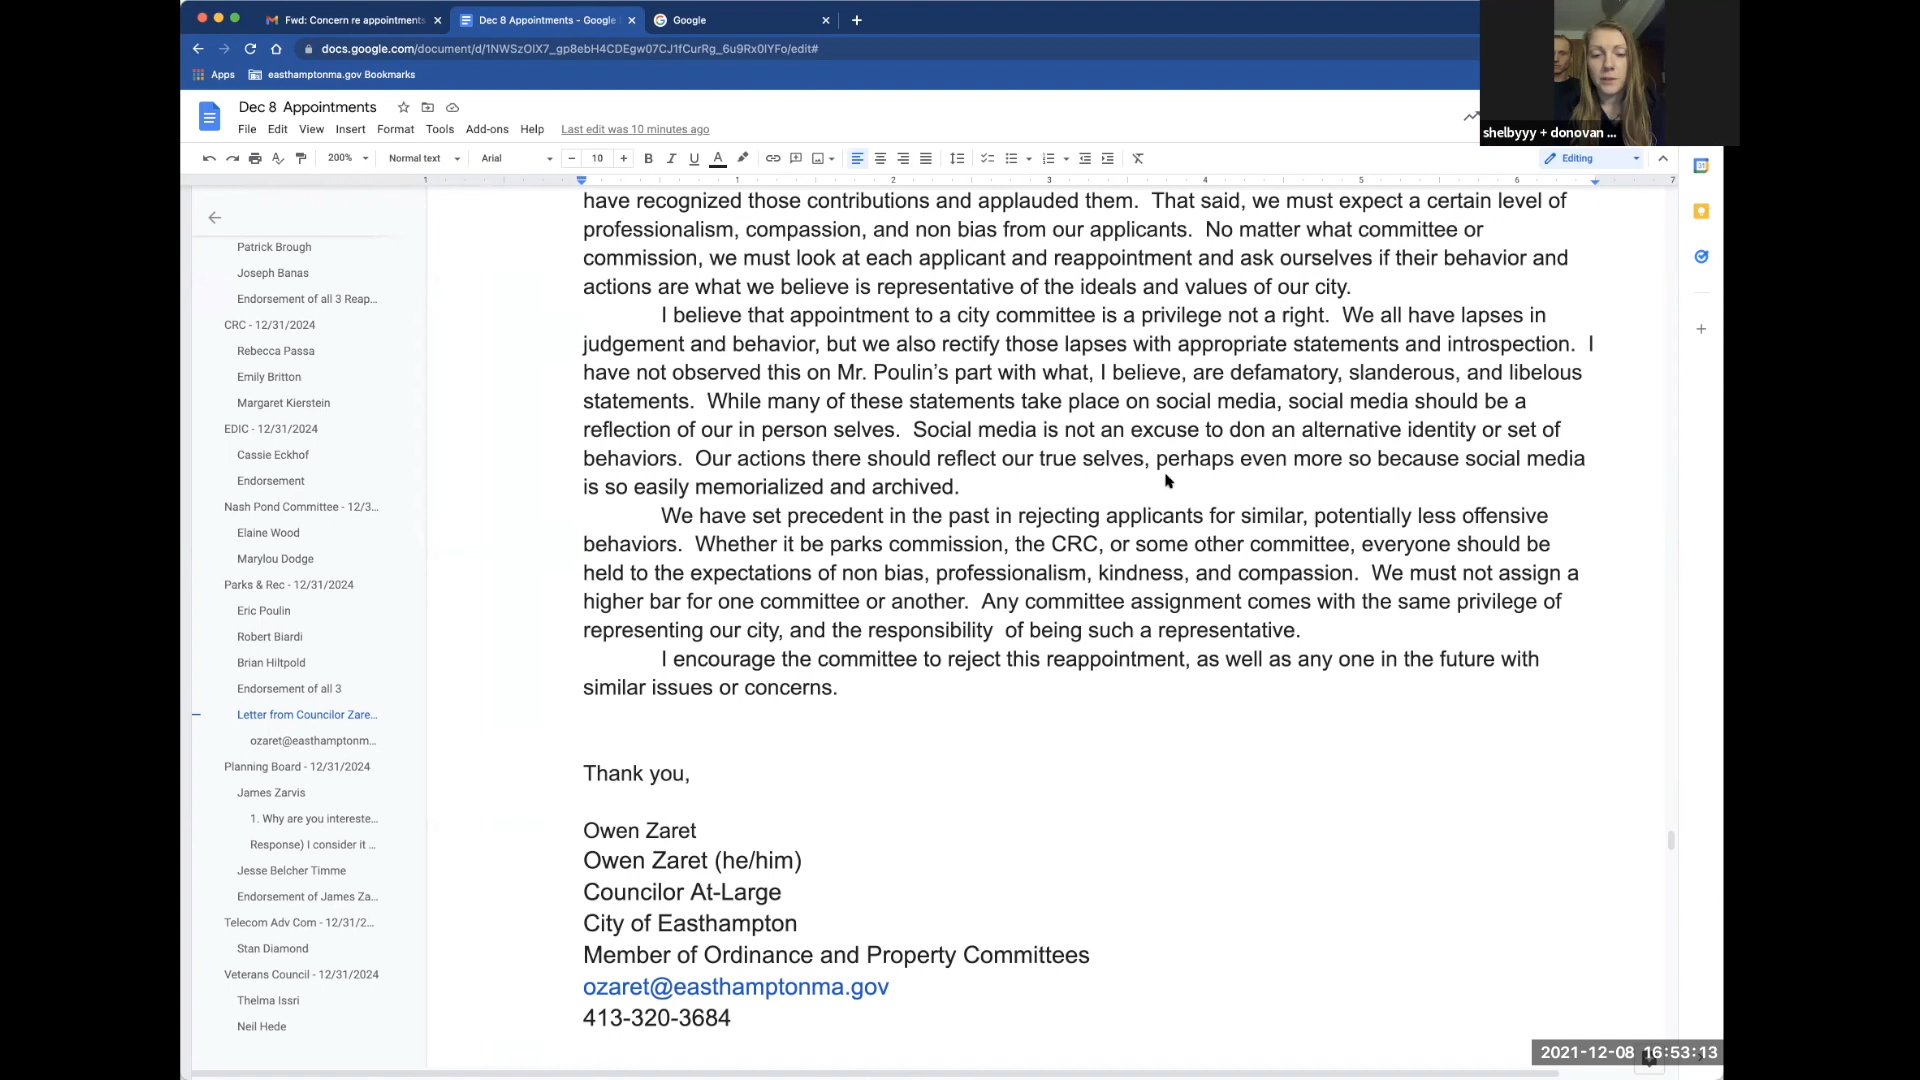 Fwd: Concern re appointments
Dec 8 Appointments - Google
Google
docs.google.com/document/d/1NWSzOIX7_gp8ebH4CDEgw07CJ1fCurRg_6u9Rx0IYFo/edit#
Apps
easthamptonma.gov Bookmarks
Dec 8 Appointments
File Edit View Insert Format Tools Add-ons Help Last edit was 10 minutes ago
200% Normal text Arial 10 Editing
shelbyyy + donovan ...
1 1 2 3 4 5 6 7
Patrick Brough
Joseph Banas
Endorsement of all 3 Reap...
CRC - 12/31/2024
Rebecca Passa
Emily Britton
Margaret Kierstein
EDIC - 12/31/2024
Cassie Eckhof
Endorsement
Nash Pond Committee - 12/3...
Elaine Wood
Marylou Dodge
Parks & Rec - 12/31/2024
Eric Poulin
Robert Biardi
Brian Hiltpold
Endorsement of all 3
Letter from Councilor Zare...
ozaret@easthamptonm...
Planning Board - 12/31/2024
James Zarvis
1. Why are you intereste...
Response) I consider it ...
Jesse Belcher Timme
Endorsement of James Za...
Telecom Adv Com - 12/31/2...
Stan Diamond
Veterans Council - 12/31/2024
Thelma Issri
Neil Hede
have recognized those contributions and applauded them. That said, we must expect a certain level of
professionalism, compassion, and non bias from our applicants. No matter what committee or
commission, we must look at each applicant and reappointment and ask ourselves if their behavior and
actions are what we believe is representative of the ideals and values of our city.
I believe that appointment to a city committee is a privilege not a right. We all have lapses in
judgement and behavior, but we also rectify those lapses with appropriate statements and introspection. I
have not observed this on Mr. Poulin's part with what, I believe, are defamatory, slanderous, and libelous
statements. While many of these statements take place on social media, social media should be a
reflection of our in person selves. Social media is not an excuse to don an alternative identity or set of
behaviors. Our actions there should reflect our true selves, perhaps even more so because social media
is so easily memorialized and archived.
We have set precedent in the past in rejecting applicants for similar, potentially less offensive
behaviors. Whether it be parks commission, the CRC, or some other committee, everyone should be
held to the expectations of non bias, professionalism, kindness, and compassion. We must not assign a
higher bar for one committee or another. Any committee assignment comes with the same privilege of
representing our city, and the responsibility of being such a representative.
I encourage the committee to reject this reappointment, as well as any one in the future with
similar issues or concerns.
Thank you,
Owen Zaret
Owen Zaret (he/him)
Councilor At-Large
City of Easthampton
Member of Ordinance and Property Committees
ozaret@easthamptonma.gov
413-320-3684
2021-12-08 16:53:13